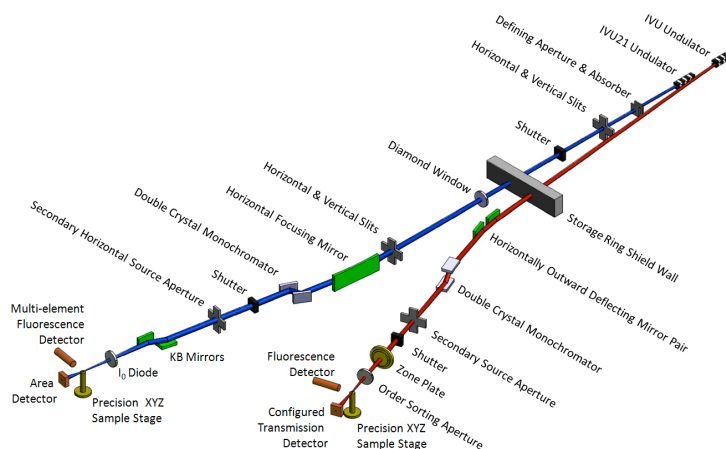 IVU Undulator
IVU21 Undulator
Defining Aperture & Absorber
Horizontal & Vertical Slits
Shutter
Diamond Window
Storage Ring Shield Wall
Horizontal & Vertical Slits
Horizontal Focusing Mirror
Double Crystal Monochromator
Shutter
Secondary Horizontal Source Aperture
KB Mirrors
I0 Diode
Multi-element
Fluorescence
Detector
Area
Detector
Precision XYZ
Sample Stage
Horizontally Outward Deflecting Mirror Pair
Double Crystal Monochromator
Secondary Source Aperture
Shutter
Zone Plate
Order Sorting Aperture
Fluorescence
Detector
Configured
Transmission
Detector
Precision XYZ
Sample Stage